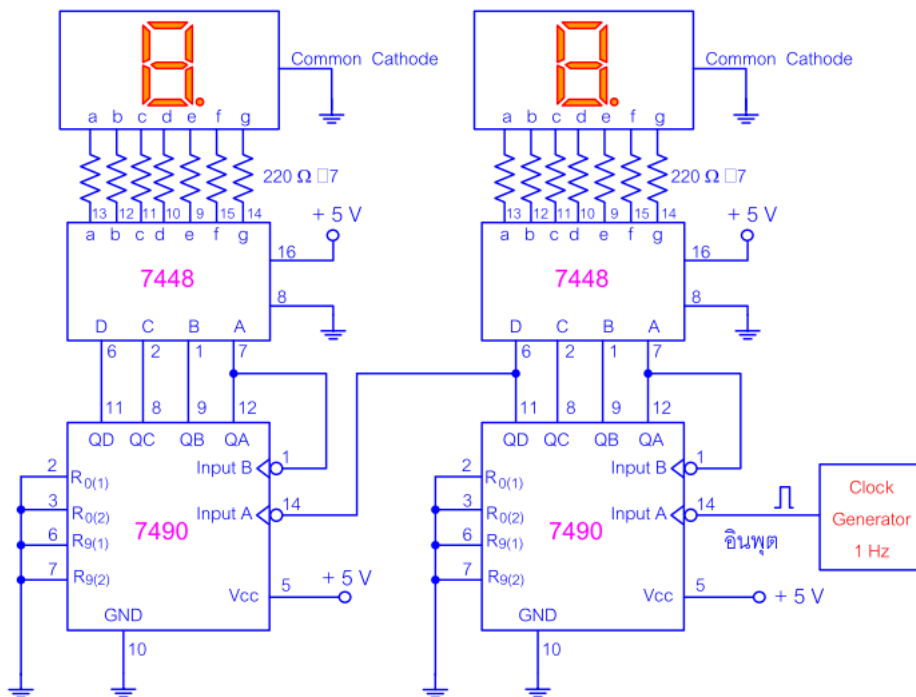 Common Cathode
Common Cathode
a b c d e f g
a b c d e f g
220 Ω □7
220 Ω □7
13 12 11 10 9 15 14
13 12 11 10 9 15 14
+ 5 V
+ 5 V
a b c d e f g
a b c d e f g
16
16
7448
7448
8
8
D C B A
D C B A
6 2 1 7
6 2 1 7
11 8 9 12
11 8 9 12
QD QC QB QA
QD QC QB QA
2 R0(1)
Input B 1
2 R0(1)
Input B 1
3 R0(2)
Input A 14
3 R0(2)
Input A 14
6 R9(1)
7490
6 R9(1)
7490
7 R9(2)
7 R9(2)
อินพุต
Clock
Generator
1 Hz
Vcc 5
+ 5 V
Vcc 5
+ 5 V
GND
GND
10
10